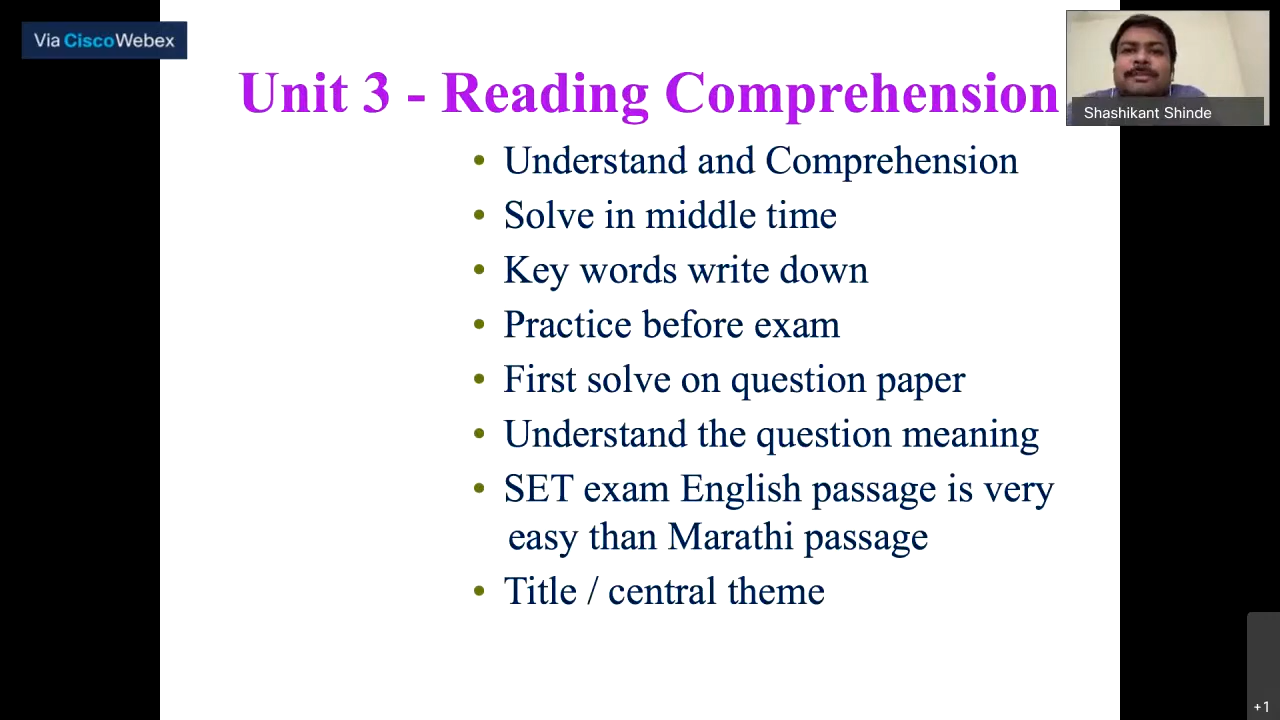 Via CiscoWebex
Unit 3 - Reading Comprehension
Shashikant Shinde
• Understand and Comprehension
• Solve in middle time
• Key words write down
• Practice before exam
• First solve on question paper
• Understand the question meaning
• SET exam English passage is very
easy than Marathi passage
• Title / central theme
+1